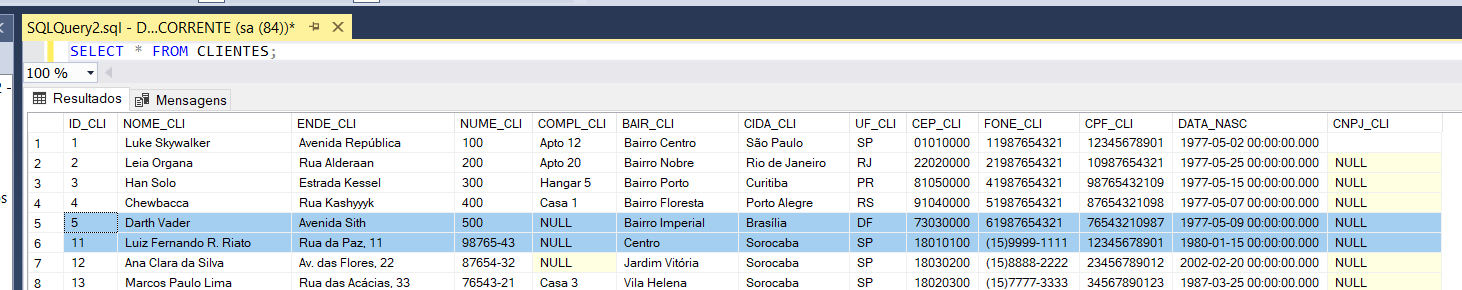 SQLQuery2.sql - D...CORRENTE (sa (84))*
SELECT * FROM CLIENTES;
100 %
Resultados Mensagens
ID_CLI NOME_CLI ENDE_CLI NUME_CLI COMPL_CLI BAIR_CLI CIDA_CLI UF_CLI CEP_CLI FONE_CLI CPF_CLI DATA_NASC CNPJ_CLI
1 1 Luke Skywalker Avenida República 100 Apto 12 Bairro Centro São Paulo SP 01010000 11987654321 12345678901 1977-05-02 00:00:00.000
2 2 Leia Organa Rua Alderaan 200 Apto 20 Bairro Nobre Rio de Janeiro RJ 22020000 21987654321 10987654321 1977-05-25 00:00:00.000 NULL
3 3 Han Solo Estrada Kessel 300 Hangar 5 Bairro Porto Curitiba PR 81050000 41987654321 98765432109 1977-05-15 00:00:00.000 NULL
4 4 Chewbacca Rua Kashyyyk 400 Casa 1 Bairro Floresta Porto Alegre RS 91040000 51987654321 87654321098 1977-05-07 00:00:00.000 NULL
5 5 Darth Vader Avenida Sith 500 NULL Bairro Imperial Brasília DF 73030000 61987654321 76543210987 1977-05-09 00:00:00.000 NULL
6 11 Luiz Fernando R. Riato Rua da Paz, 11 98765-43 NULL Centro Sorocaba SP 18010100 (15)9999-1111 12345678901 1980-01-15 00:00:00.000 NULL
7 12 Ana Clara da Silva Av. das Flores, 22 87654-32 NULL Jardim Vitória Sorocaba SP 18030200 (15)8888-2222 23456789012 2002-02-20 00:00:00.000 NULL
8 13 Marcos Paulo Lima Rua das Acácias, 33 76543-21 Casa 3 Vila Helena Sorocaba SP 18020300 (15)7777-3333 34567890123 1987-03-25 00:00:00.000 NULL